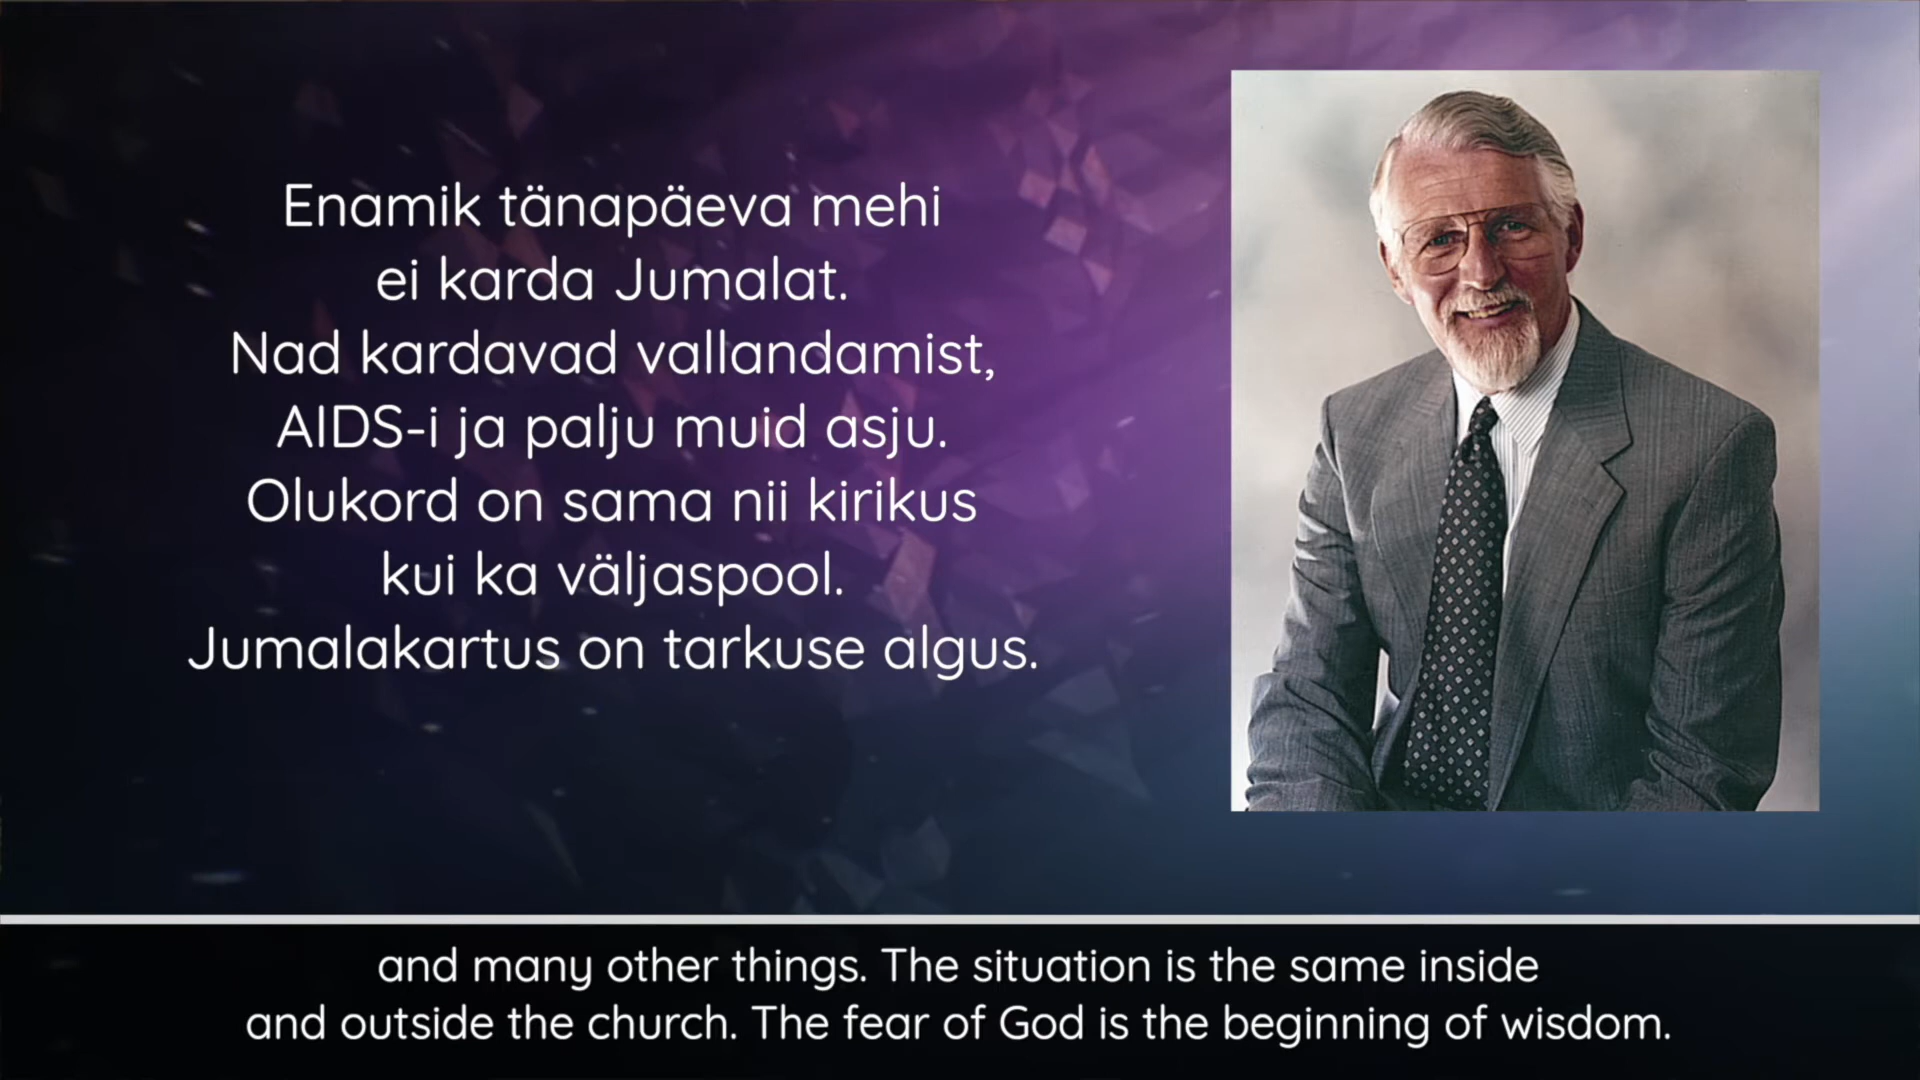 Enamik tänapäeva mehi
ei karda Jumalat.
Nad kardavad vallandamist,
AIDS-i ja palju muid asju.
Olukord on sama nii kirikus
kui ka väljaspool.
Jumalakartus on tarkuse algus.
and many other things. The situation is the same inside
and outside the church. The fear of God is the beginning of wisdom.